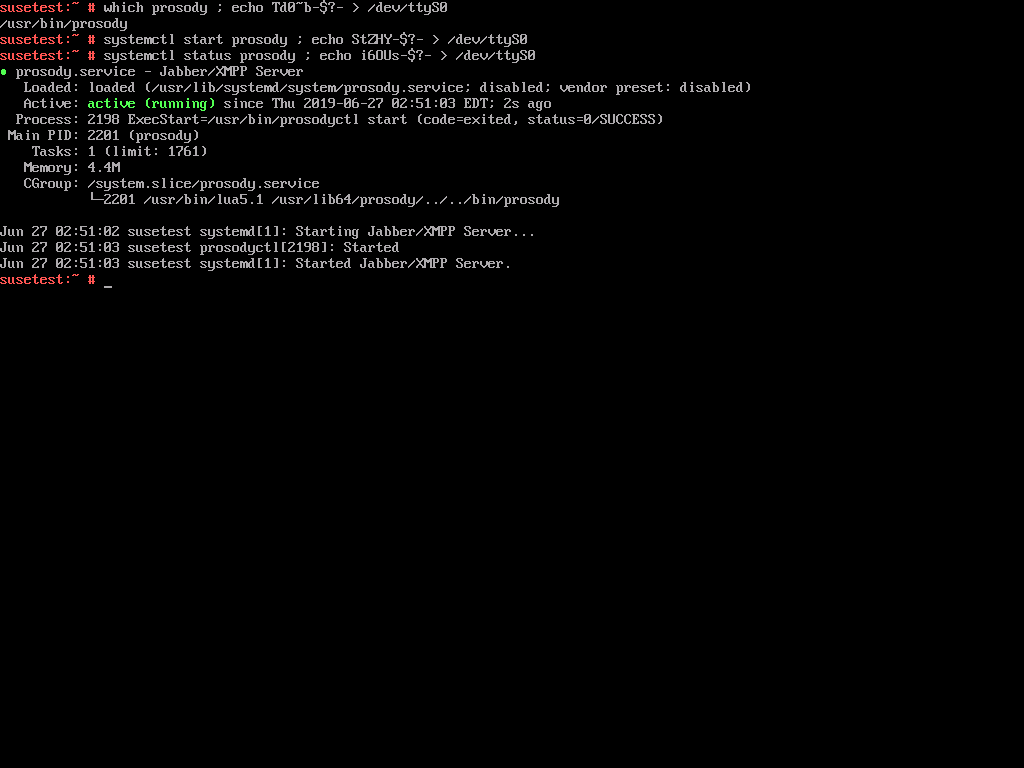 susetest:~ # which prosody ; echo Td0~b-$?- > /dev/ttyS0
/usr/bin/prosody
susetest:~ # systemctl start prosody ; echo StZHY-$?- > /dev/ttyS0
susetest:~ # systemctl status prosody ; echo i6OUs-$?- > /dev/ttyS0
● prosody.service - Jabber/XMPP Server
   Loaded: loaded (/usr/lib/systemd/system/prosody.service; disabled; vendor preset: disabled)
   Active: active (running) since Thu 2019-06-27 02:51:03 EDT; 2s ago
  Process: 2198 ExecStart=/usr/bin/prosodyctl start (code=exited, status=0/SUCCESS)
 Main PID: 2201 (prosody)
    Tasks: 1 (limit: 1761)
   Memory: 4.4M
   CGroup: /system.slice/prosody.service
           └─2201 /usr/bin/lua5.1 /usr/lib64/prosody/../../bin/prosody
Jun 27 02:51:02 susetest systemd[1]: Starting Jabber/XMPP Server...
Jun 27 02:51:03 susetest prosodyctl[2198]: Started
Jun 27 02:51:03 susetest systemd[1]: Started Jabber/XMPP Server.
susetest:~ # _